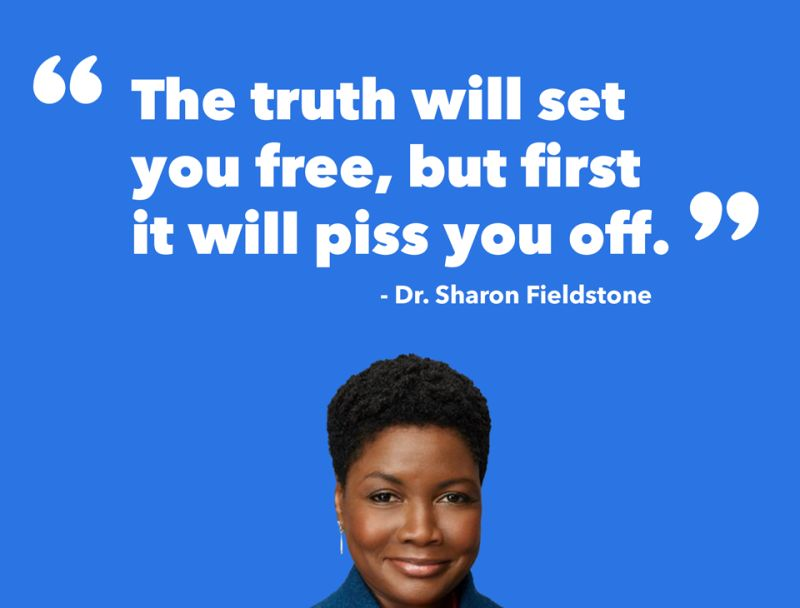 “The truth will set
you free, but first
it will piss you off.”
- Dr. Sharon Fieldstone